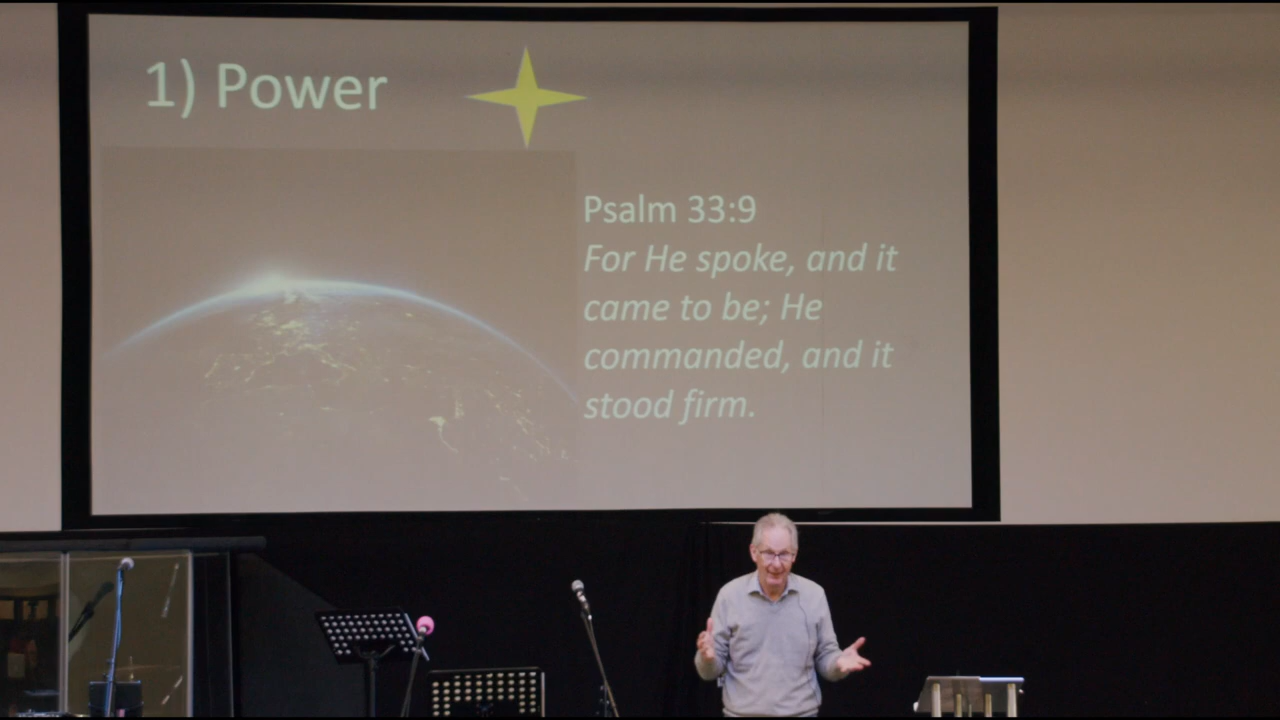 1) Power
Psalm 33:9
For He spoke, and it
came to be; He
commanded, and it
stood firm.